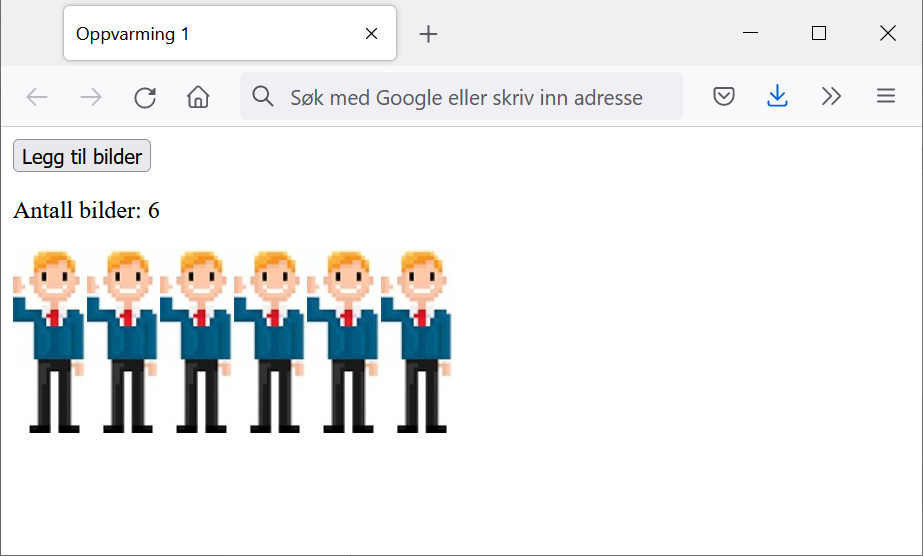 Oppvarming 1
Søk med Google eller skriv inn adresse
Legg til bilder
Antall bilder: 6